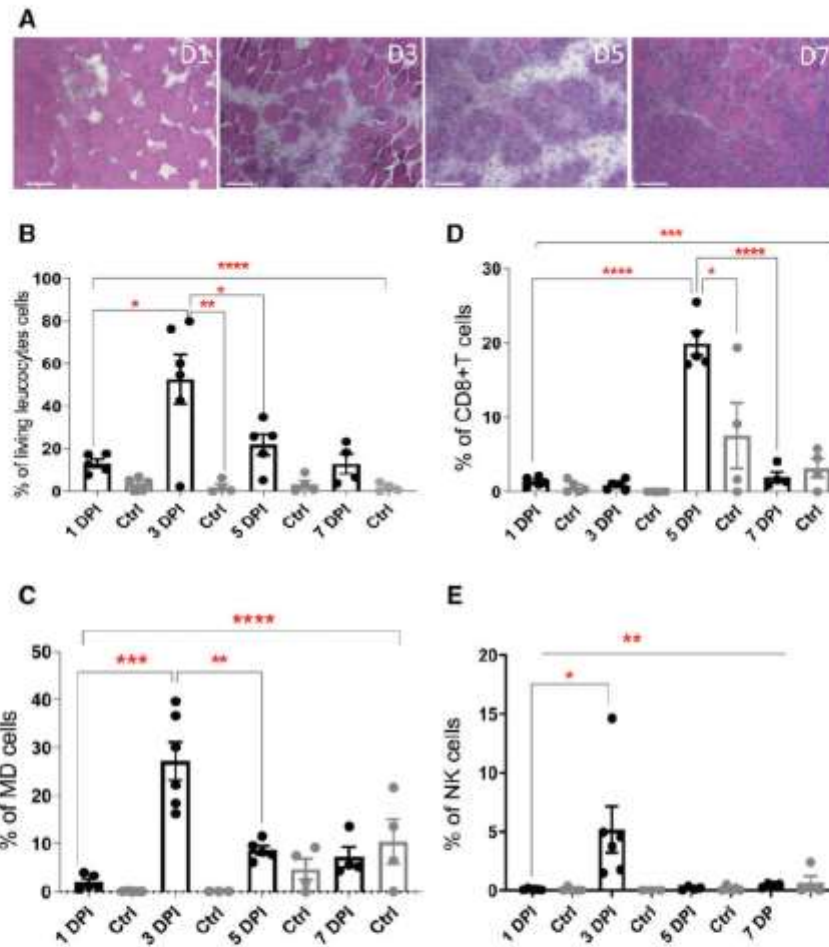 A
D1 D3 D5 D7
B
****
*
*
**
% of living leucocytes cells
100
80
60
40
20
0
1 DPI Ctrl 3 DPI Ctrl 5 DPI Ctrl 7 DPI Ctrl
D
***
****
****
*
% of CD8+T cells
30
20
10
0
1 DPI Ctrl 3 DPI Ctrl 5 DPI Ctrl 7 DPI Ctrl
C
****
***
**
% of MD cells
50
40
30
20
10
0
1 DPI Ctrl 3 DPI Ctrl 5 DPI Ctrl 7 DPI Ctrl
E
**
*
% of NK cells
20
15
10
5
0
1 DPI Ctrl 3 DPI Ctrl 5 DPI Ctrl 7 DP Ctrl